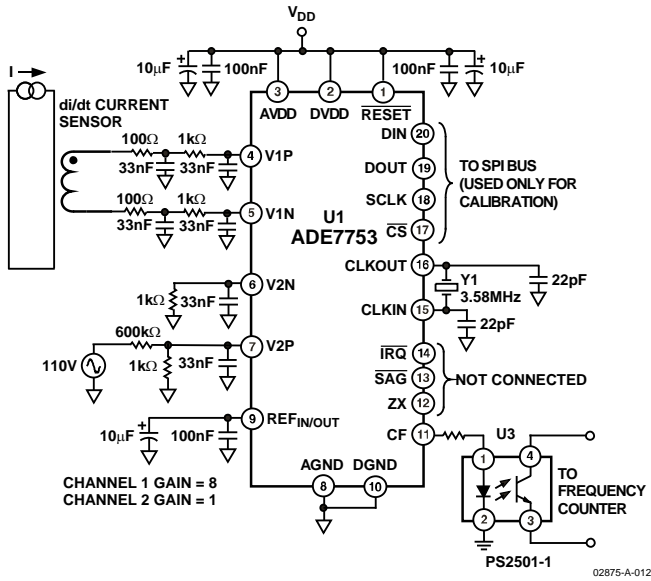 V_DD
10μF + 100nF 100nF + 10μF
I
3 2 1
AVDD DVDD RESET
di/dt CURRENT
SENSOR
DIN 20
100Ω 1kΩ
4 V1P
33nF 33nF
DOUT 19
TO SPI BUS
(USED ONLY FOR
CALIBRATION)
SCLK 18
100Ω 1kΩ
5 V1N
33nF 33nF
U1
ADE7753
CS 17
CLKOUT 16
Y1
3.58MHz
22pF
6 V2N
1kΩ 33nF
CLKIN 15
22pF
600kΩ
7 V2P
110V
1kΩ 33nF
IRQ 14
SAG 13
NOT CONNECTED
ZX 12
9 REF_IN/OUT
10μF + 100nF
CF 11
U3
1 4
TO
FREQUENCY
COUNTER
2 3
PS2501-1
AGND DGND
8 10
CHANNEL 1 GAIN = 8
CHANNEL 2 GAIN = 1
02875-A-012